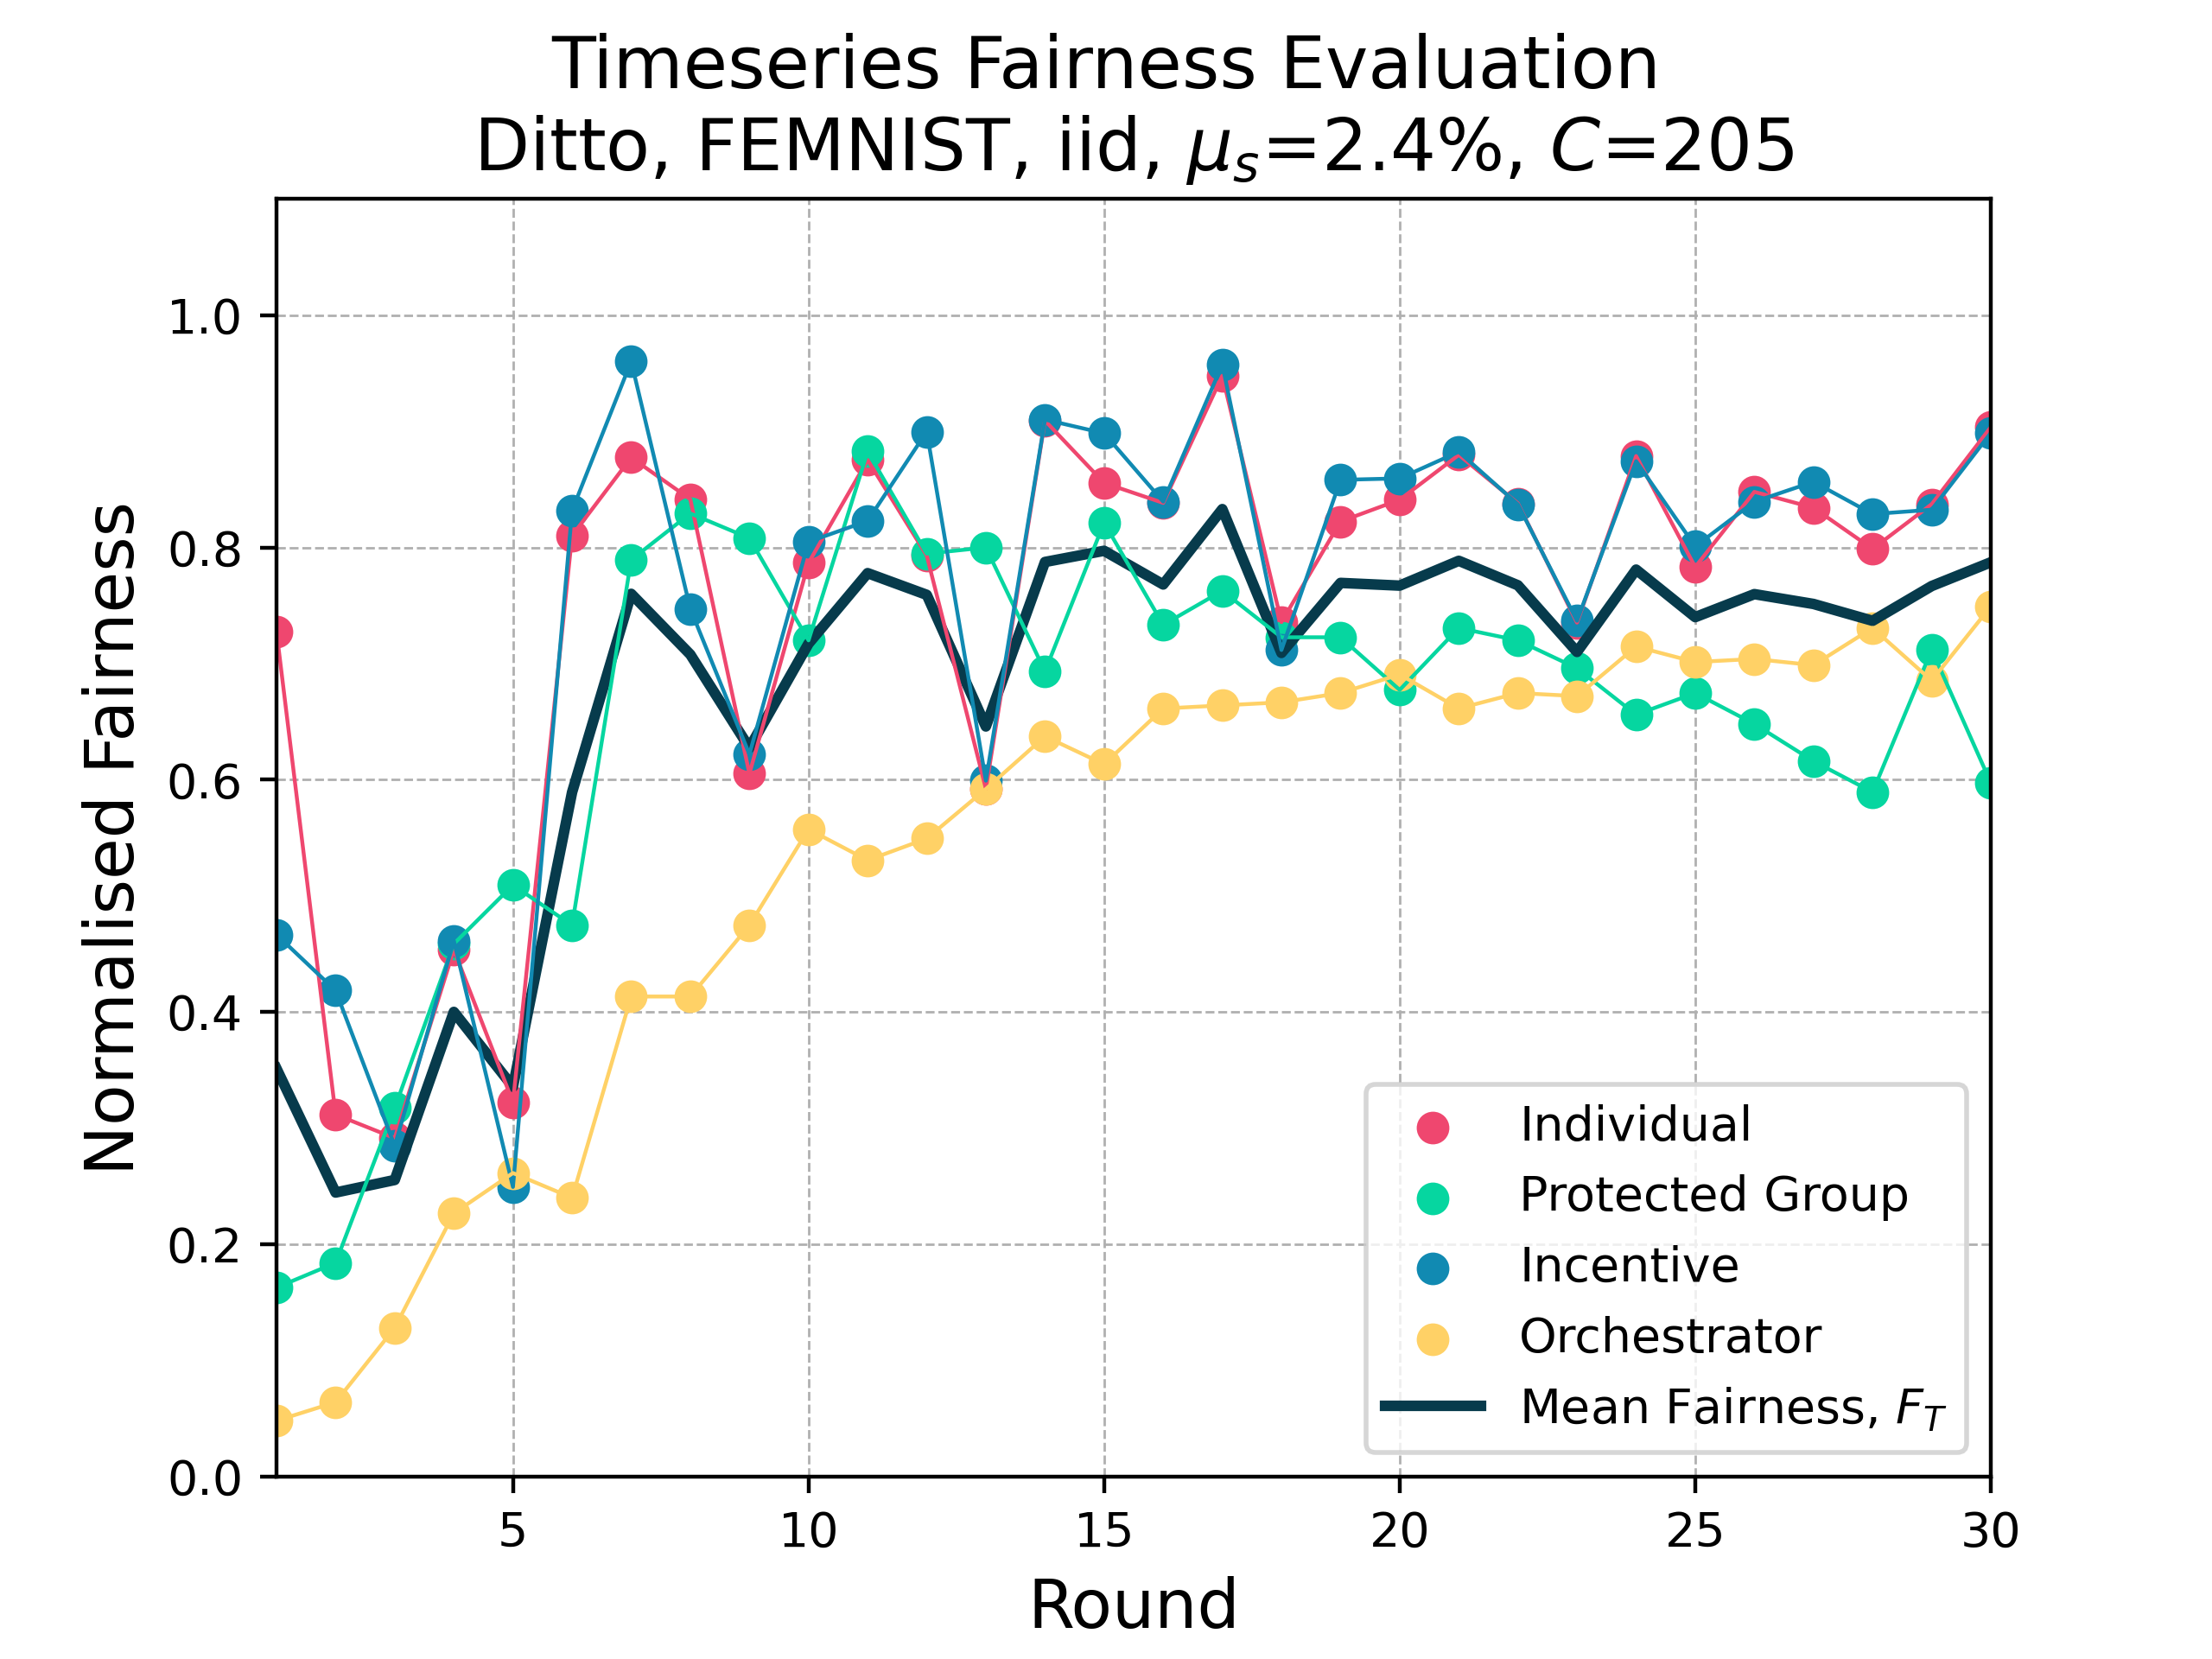 Timeseries Fairness Evaluation
Ditto, FEMNIST, iid, μₛ=2.4%, C=205
Normalised Fairness
1.0
0.8
0.6
0.4
0.2
0.0
Individual
Protected Group
Incentive
Orchestrator
Mean Fairness, F_T
5 10 15 20 25 30
Round